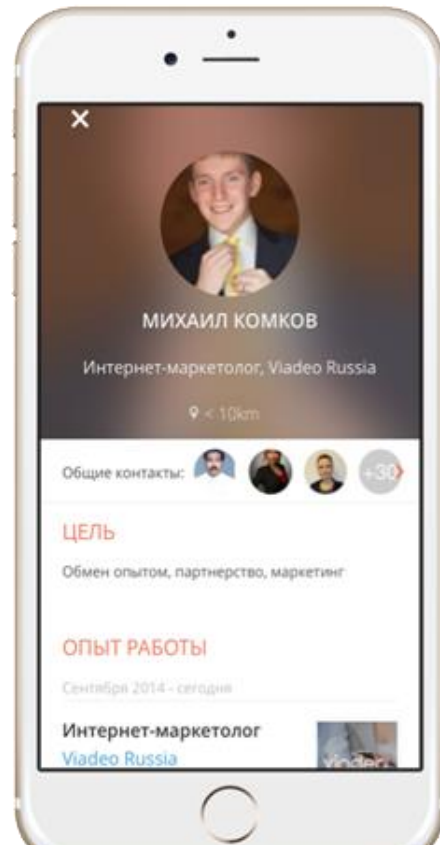 МИХАИЛ КОМКОВ
Интернет-маркетолог, Viadeo Russia
< 10km
Общие контакты: +30
ЦЕЛЬ
Обмен опытом, партнерство, маркетинг
ОПЫТ РАБОТЫ
Сентября 2014 - сегодня
Интернет-маркетолог
Viadeo Russia
viadeo